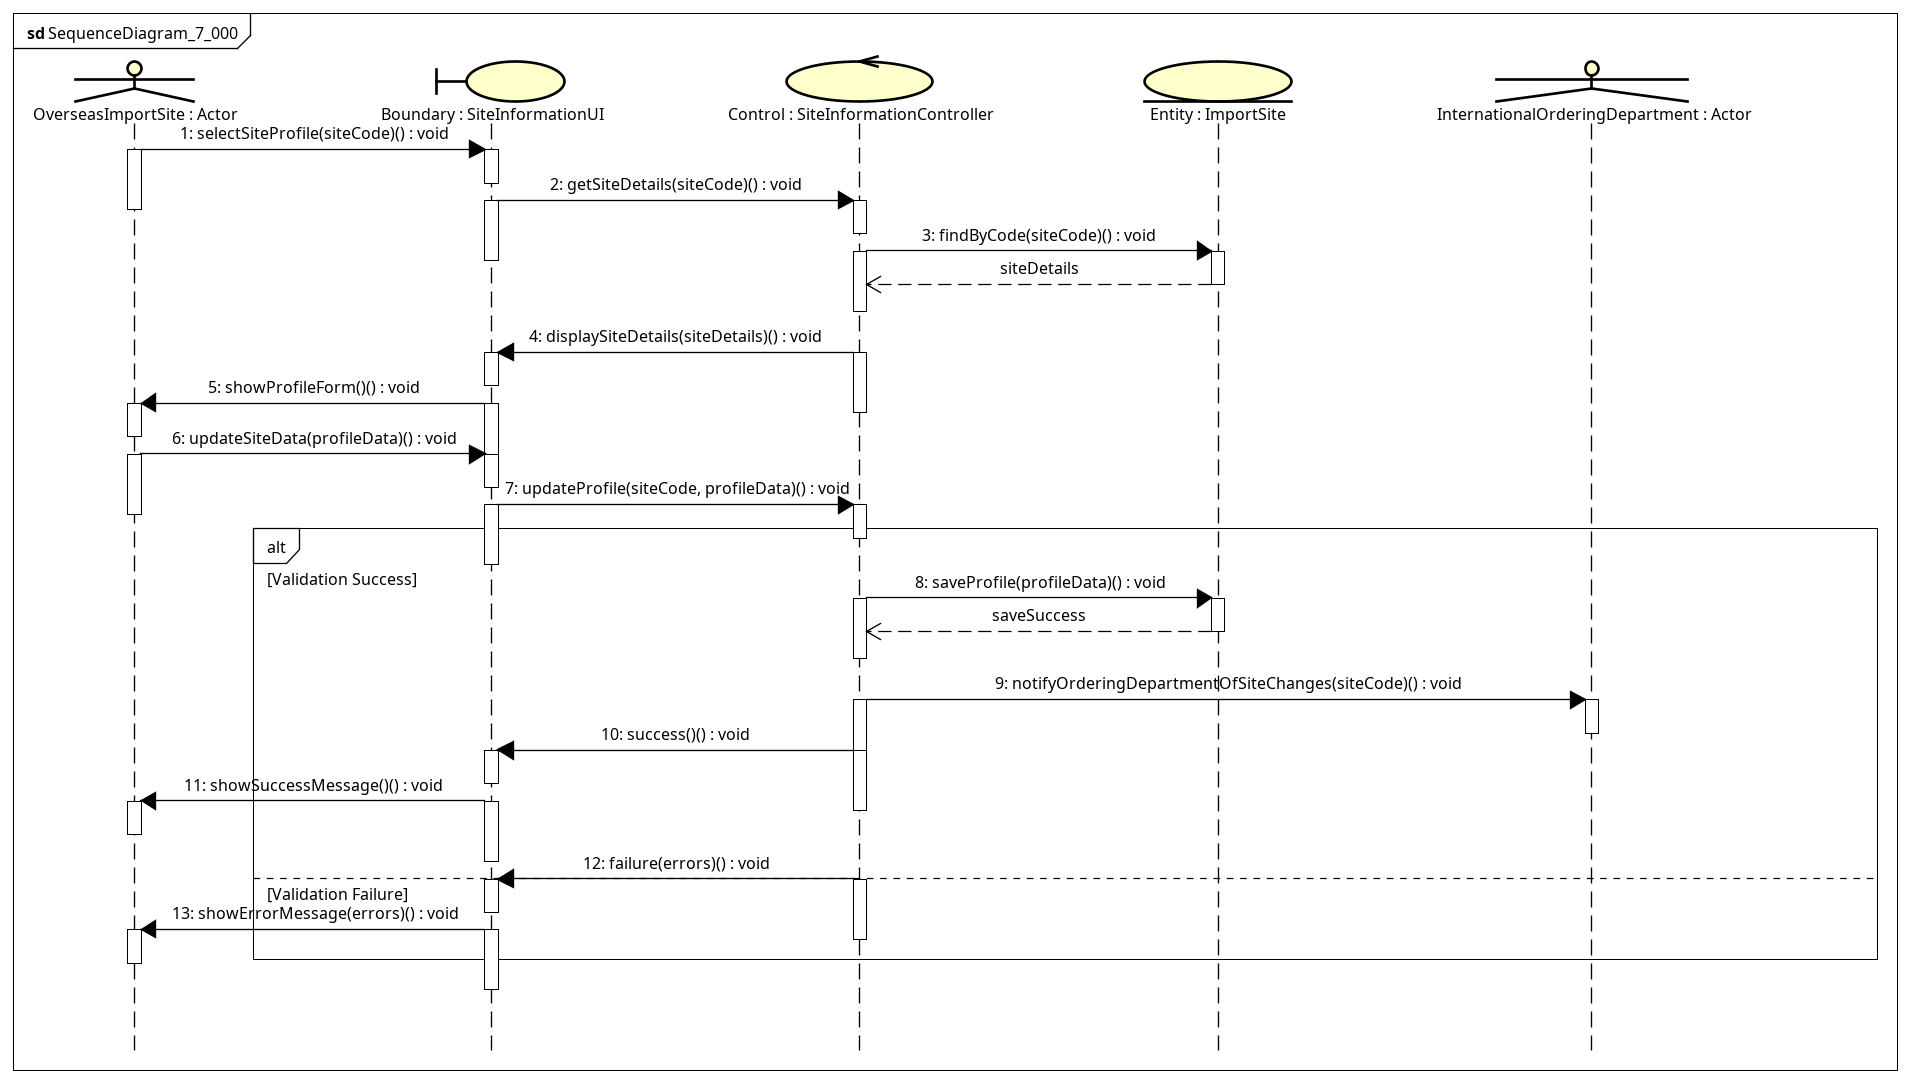 sd SequenceDiagram_7_000
OverseasImportSite : Actor
Boundary : SiteInformationUI
Control : SiteInformationController
Entity : ImportSite
InternationalOrderingDepartment : Actor
1: selectSiteProfile(siteCode)() : void
2: getSiteDetails(siteCode)() : void
3: findByCode(siteCode)() : void
siteDetails
4: displaySiteDetails(siteDetails)() : void
5: showProfileForm()() : void
6: updateSiteData(profileData)() : void
7: updateProfile(siteCode, profileData)() : void
alt
[Validation Success]
8: saveProfile(profileData)() : void
saveSuccess
9: notifyOrderingDepartmentOfSiteChanges(siteCode)() : void
10: success()() : void
11: showSuccessMessage()() : void
12: failure(errors)() : void
[Validation Failure]
13: showErrorMessage(errors)() : void